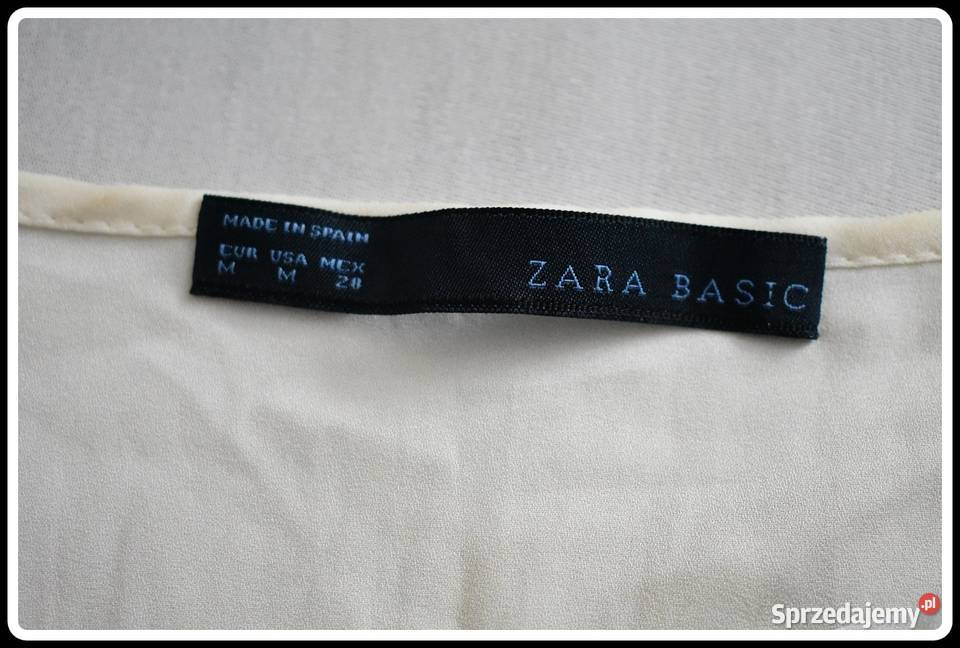 MADE IN SPAIN
EUR USA MEX
M M 28
ZARA BASIC
Sprzedajemy.pl